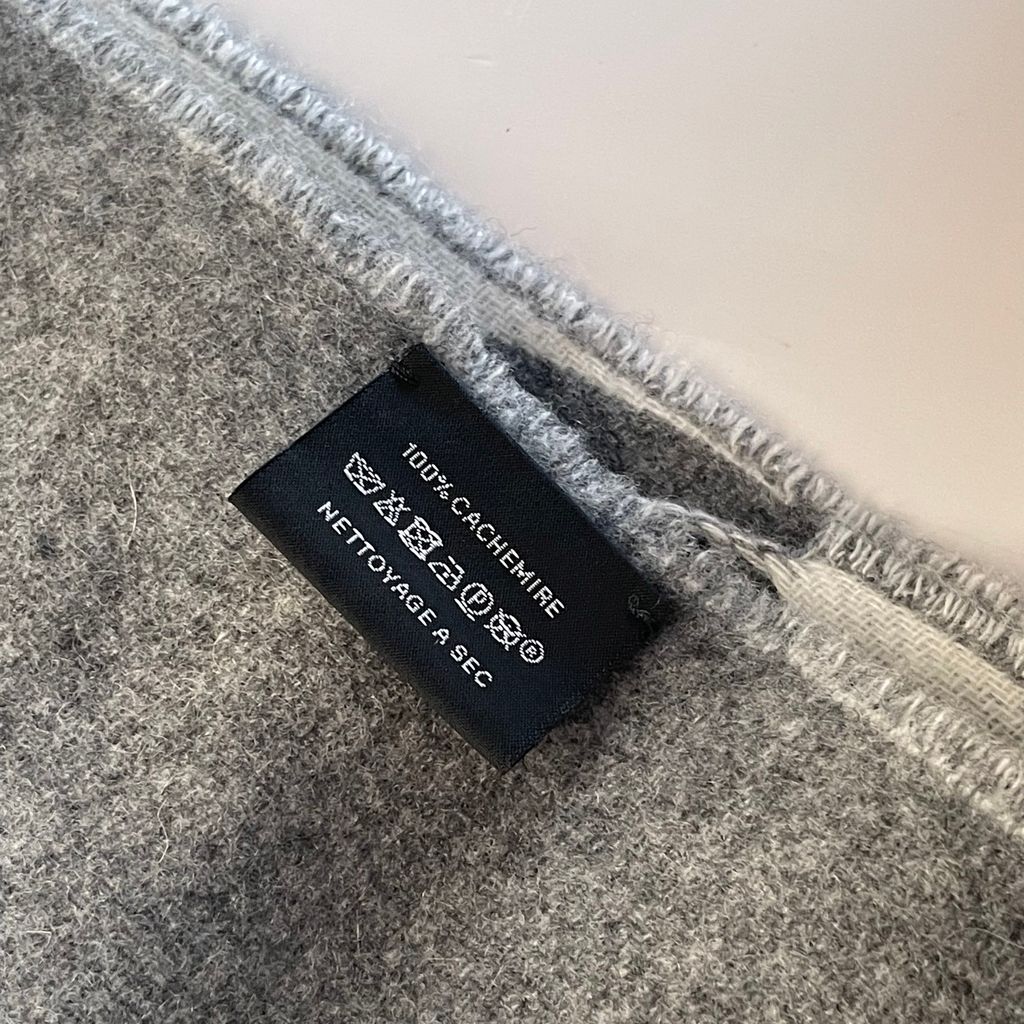 100% CACHEMIRE
P ®
NETTOYAGE A SEC